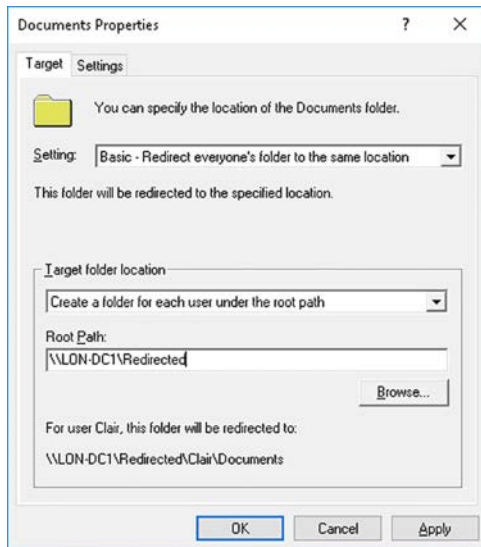 Documents Properties
?
X
Target
Settings
You can specify the location of the Documents folder.
Setting:
Basic - Redirect everyone's folder to the same location
This folder will be redirected to the specified location.
Target folder location
Create a folder for each user under the root path
Root Path:
\\LON-DC1\Redirected
Browse...
For user Clair, this folder will be redirected to:
\\LON-DC1\Redirected\Clair\Documents
OK
Cancel
Apply